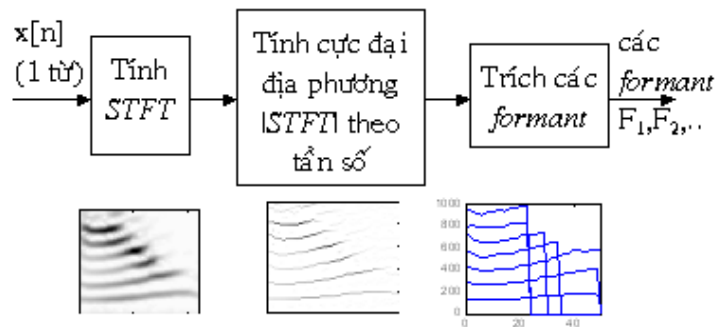 x[n]
(1 từ)
Tính
STFT
Tính cực đại
địa phương
|STFT| theo
tần số
Trích các
formant
các
formant
F₁,F₂,..
1000
800
600
400
200
0
0
20
40